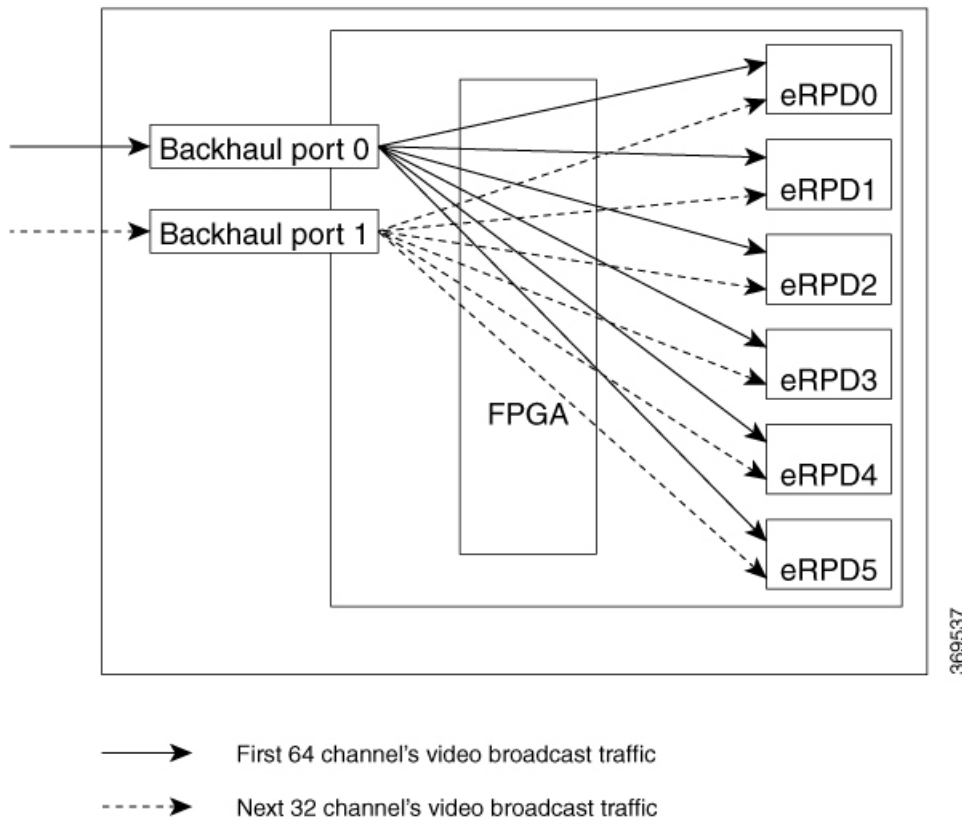 Backhaul port 0
Backhaul port 1
FPGA
eRPD0
eRPD1
eRPD2
eRPD3
eRPD4
eRPD5
369537
First 64 channel's video broadcast traffic
Next 32 channel's video broadcast traffic